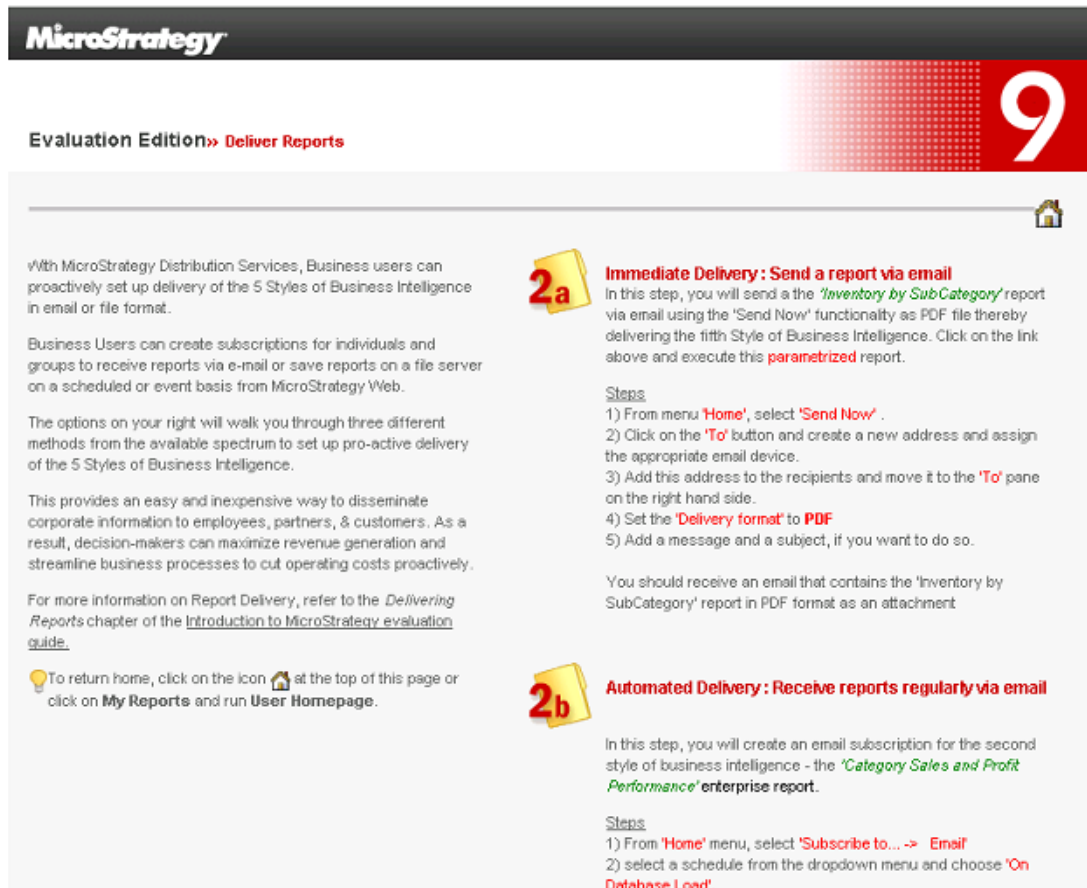 MicroStrategy
9
Evaluation Edition» Deliver Reports
With MicroStrategy Distribution Services, Business users can
proactively set up delivery of the 5 Styles of Business Intelligence
in email or file format.
Business Users can create subscriptions for individuals and
groups to receive reports via e-mail or save reports on a file server
on a scheduled or event basis from MicroStrategy Web.
The options on your right will walk you through three different
methods from the available spectrum to set up pro-active delivery
of the 5 Styles of Business Intelligence.
This provides an easy and inexpensive way to disseminate
corporate information to employees, partners, & customers. As a
result, decision-makers can maximize revenue generation and
streamline business processes to cut operating costs proactively.
For more information on Report Delivery, refer to the Delivering
Reports chapter of the Introduction to MicroStrategy evaluation
guide.
To return home, click on the icon at the top of this page or
click on My Reports and run User Homepage.
2a
Immediate Delivery : Send a report via email
In this step, you will send a the 'Inventory by SubCategory' report
via email using the 'Send Now' functionality as PDF file thereby
delivering the fifth Style of Business Intelligence. Click on the link
above and execute this parametrized report.
Steps
1) From menu 'Home', select 'Send Now' .
2) Click on the 'To' button and create a new address and assign
the appropriate email device.
3) Add this address to the recipients and move it to the 'To' pane
on the right hand side.
4) Set the 'Delivery format' to PDF
5) Add a message and a subject, if you want to do so.
You should receive an email that contains the 'Inventory by
SubCategory' report in PDF format as an attachment
2b
Automated Delivery : Receive reports regularly via email
In this step, you will create an email subscription for the second
style of business intelligence - the 'Category Sales and Profit
Performance' enterprise report.
Steps
1) From 'Home' menu, select 'Subscribe to... -> Email'
2) select a schedule from the dropdown menu and choose 'On
Database Load'